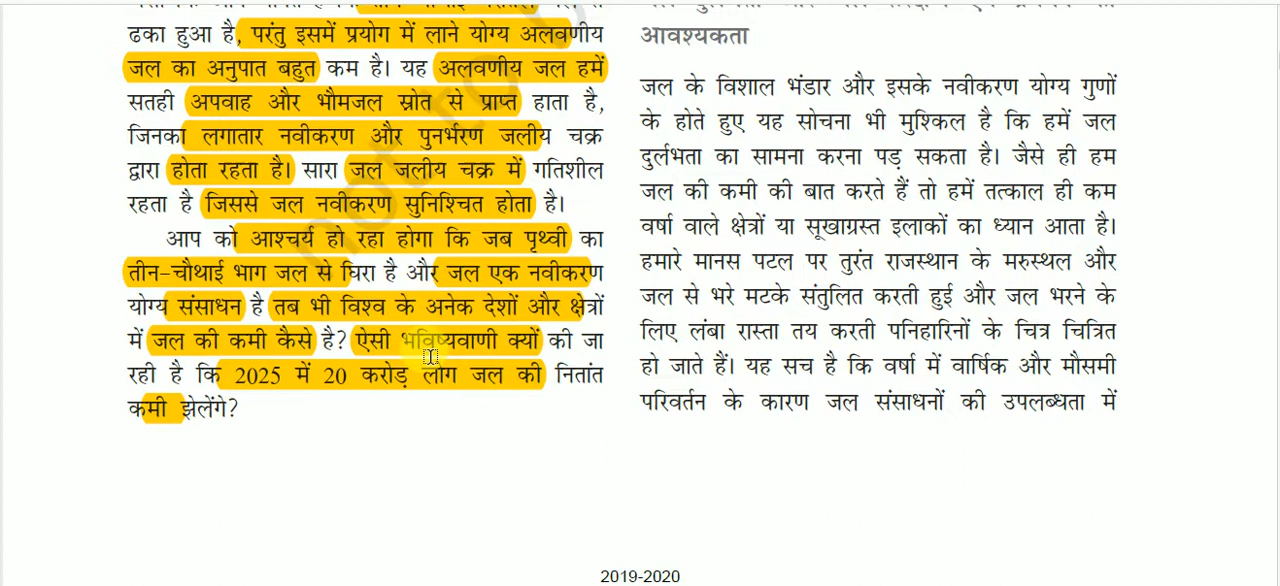 ढका हुआ है, परंतु इसमें प्रयोग में लाने योग्य अलवणीय
जल का अनुपात बहुत कम है। यह अलवणीय जल हमें
सतही अपवाह और भौमजल स्रोत से प्राप्त हाता है,
जिनका लगातार नवीकरण और पुनर्भरण जलीय चक्र
द्वारा होता रहता है। सारा जल जलीय चक्र में गतिशील
रहता है जिससे जल नवीकरण सुनिश्चित होता है।
आप को आश्चर्य हो रहा होगा कि जब पृथ्वी का
तीन-चौथाई भाग जल से घिरा है और जल एक नवीकरण
योग्य संसाधन है तब भी विश्व के अनेक देशों और क्षेत्रों
में जल की कमी कैसे है? ऐसी भविष्यवाणी क्यों की जा
रही है कि 2025 में 20 करोड़ लोग जल की नितांत
कमी झेलेंगे?
आवश्यकता
जल के विशाल भंडार और इसके नवीकरण योग्य गुणों
के होते हुए यह सोचना भी मुश्किल है कि हमें जल
दुर्लभता का सामना करना पड़ सकता है। जैसे ही हम
जल की कमी की बात करते हैं तो हमें तत्काल ही कम
वर्षा वाले क्षेत्रों या सूखाग्रस्त इलाकों का ध्यान आता है।
हमारे मानस पटल पर तुरंत राजस्थान के मरुस्थल और
जल से भरे मटके संतुलित करती हुई और जल भरने के
लिए लंबा रास्ता तय करती पनिहारिनों के चित्र चित्रित
हो जाते हैं। यह सच है कि वर्षा में वार्षिक और मौसमी
परिवर्तन के कारण जल संसाधनों की उपलब्धता में
not to
2019-2020